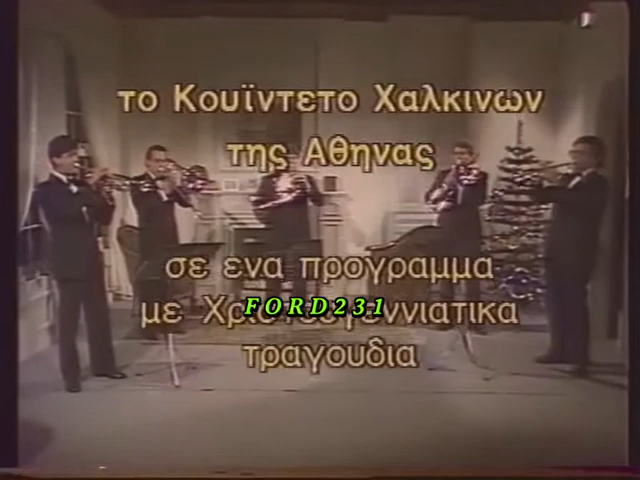 το Κουϊντετο Χαλκινων
της Αθηνας
σε ενα προγραμμα
με Χριστουγεννιατικα
FORD231
τραγουδια